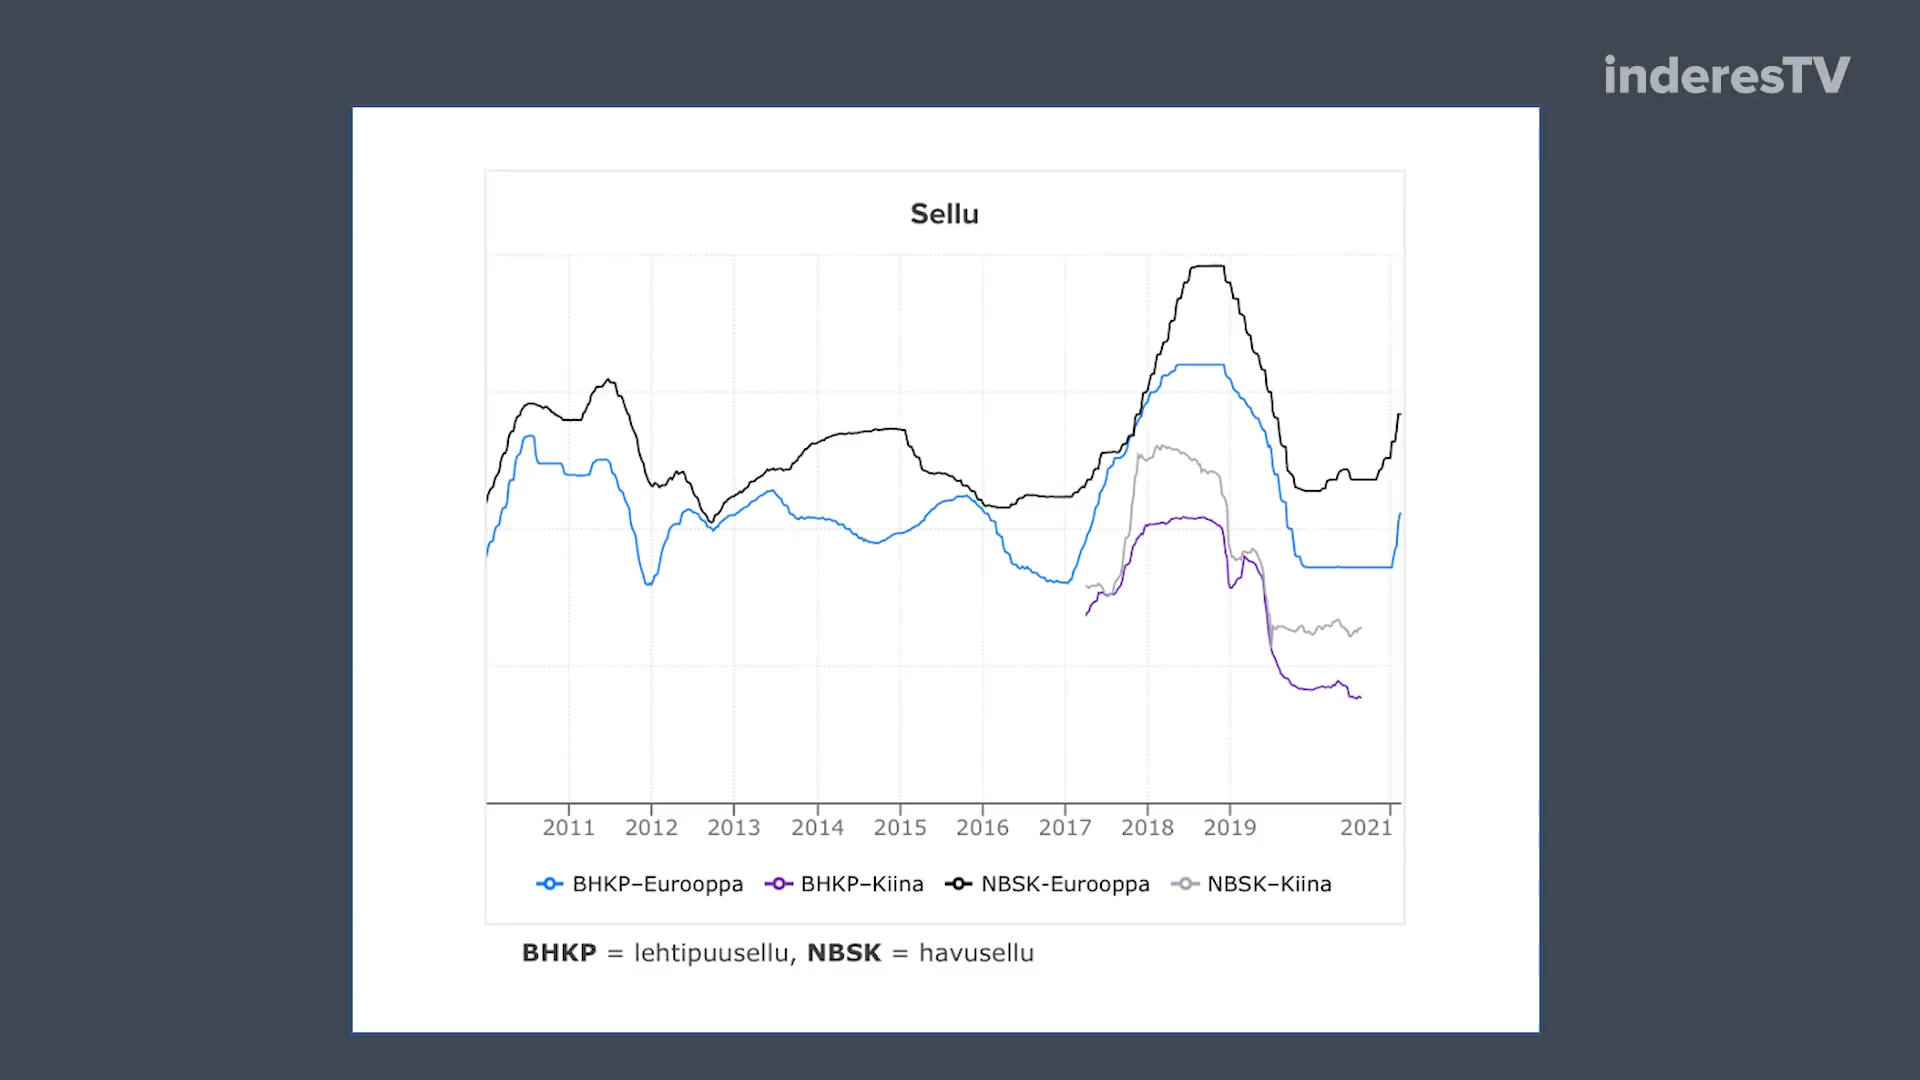 inderesTV
Sellu
2011 2012 2013 2014 2015 2016 2017 2018 2019 2021
BHKP–Eurooppa BHKP–Kiina NBSK-Eurooppa NBSK–Kiina
BHKP = lehtipuusellu, NBSK = havusellu